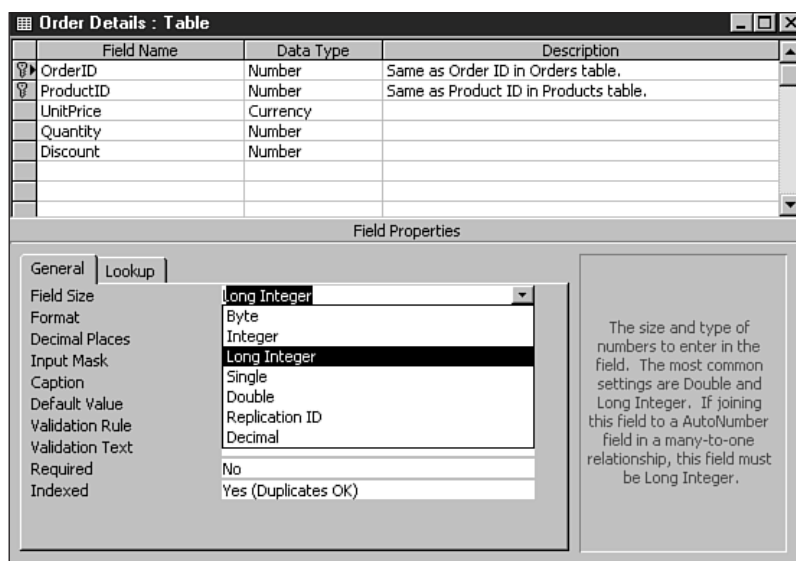 Order Details : Table
Field Name Data Type Description
OrderID Number Same as Order ID in Orders table.
ProductID Number Same as Product ID in Products table.
UnitPrice Currency
Quantity Number
Discount Number
Field Properties
General Lookup
Field Size Long Integer
Format Byte
Decimal Places Integer
Input Mask Long Integer
Caption Single
Default Value Double
Validation Rule Replication ID
Validation Text Decimal
Required No
Indexed Yes (Duplicates OK)
The size and type of
numbers to enter in the
field. The most common
settings are Double and
Long Integer. If joining
this field to a AutoNumber
field in a many-to-one
relationship, this field must
be Long Integer.